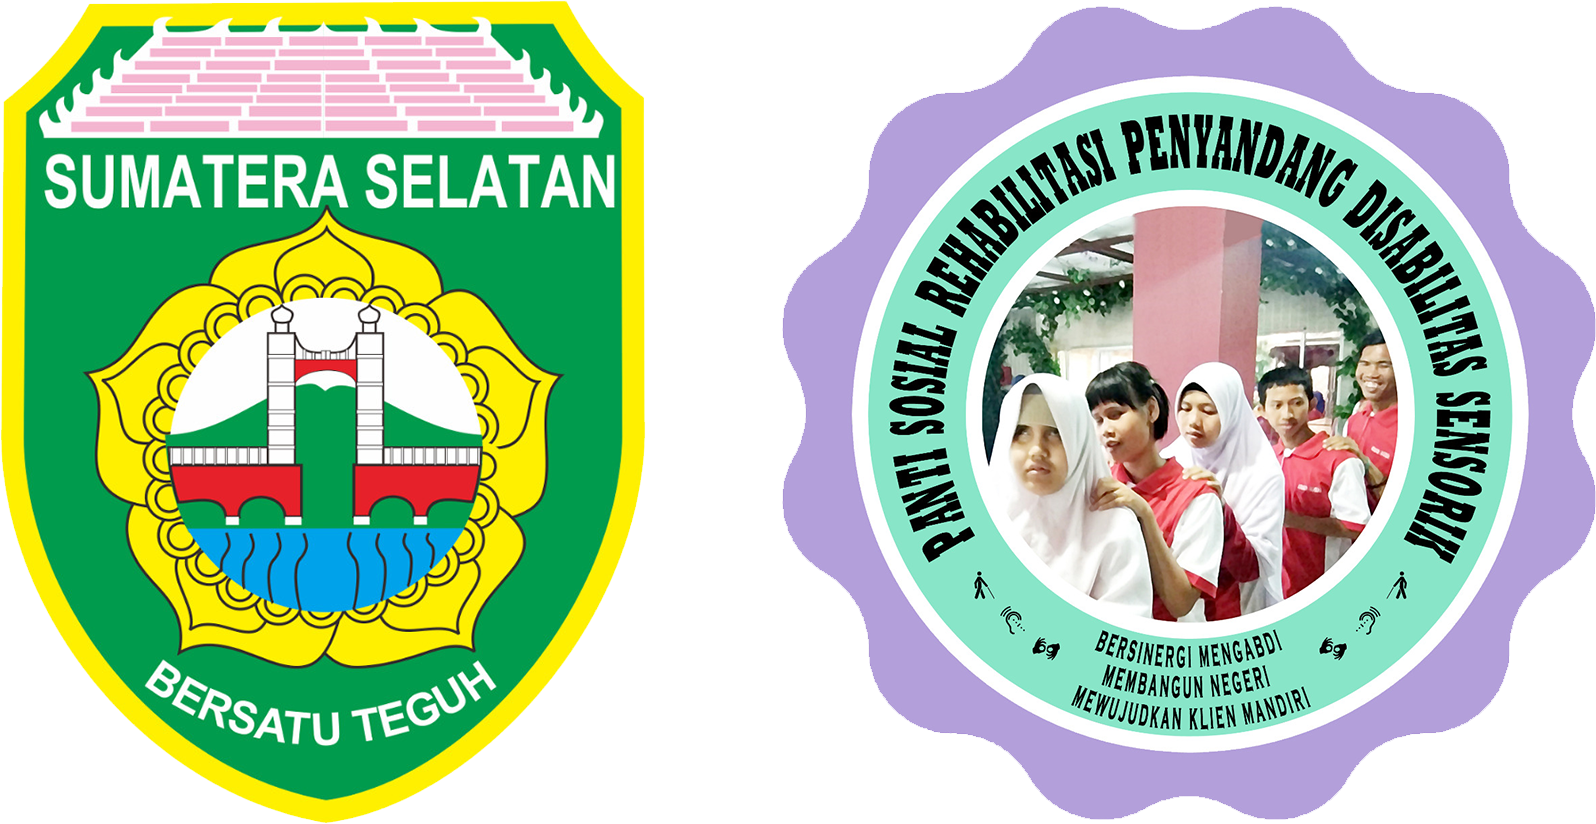 SUMATERA SELATAN
BERSATU TEGUH
PANTI SOSIAL REHABILITASI PENYANDANG DISABILITAS SENSORIK
BERSINERGI MENGABDI
MEMBANGUN NEGERI
MEWUJUDKAN KLIEN MANDIRI